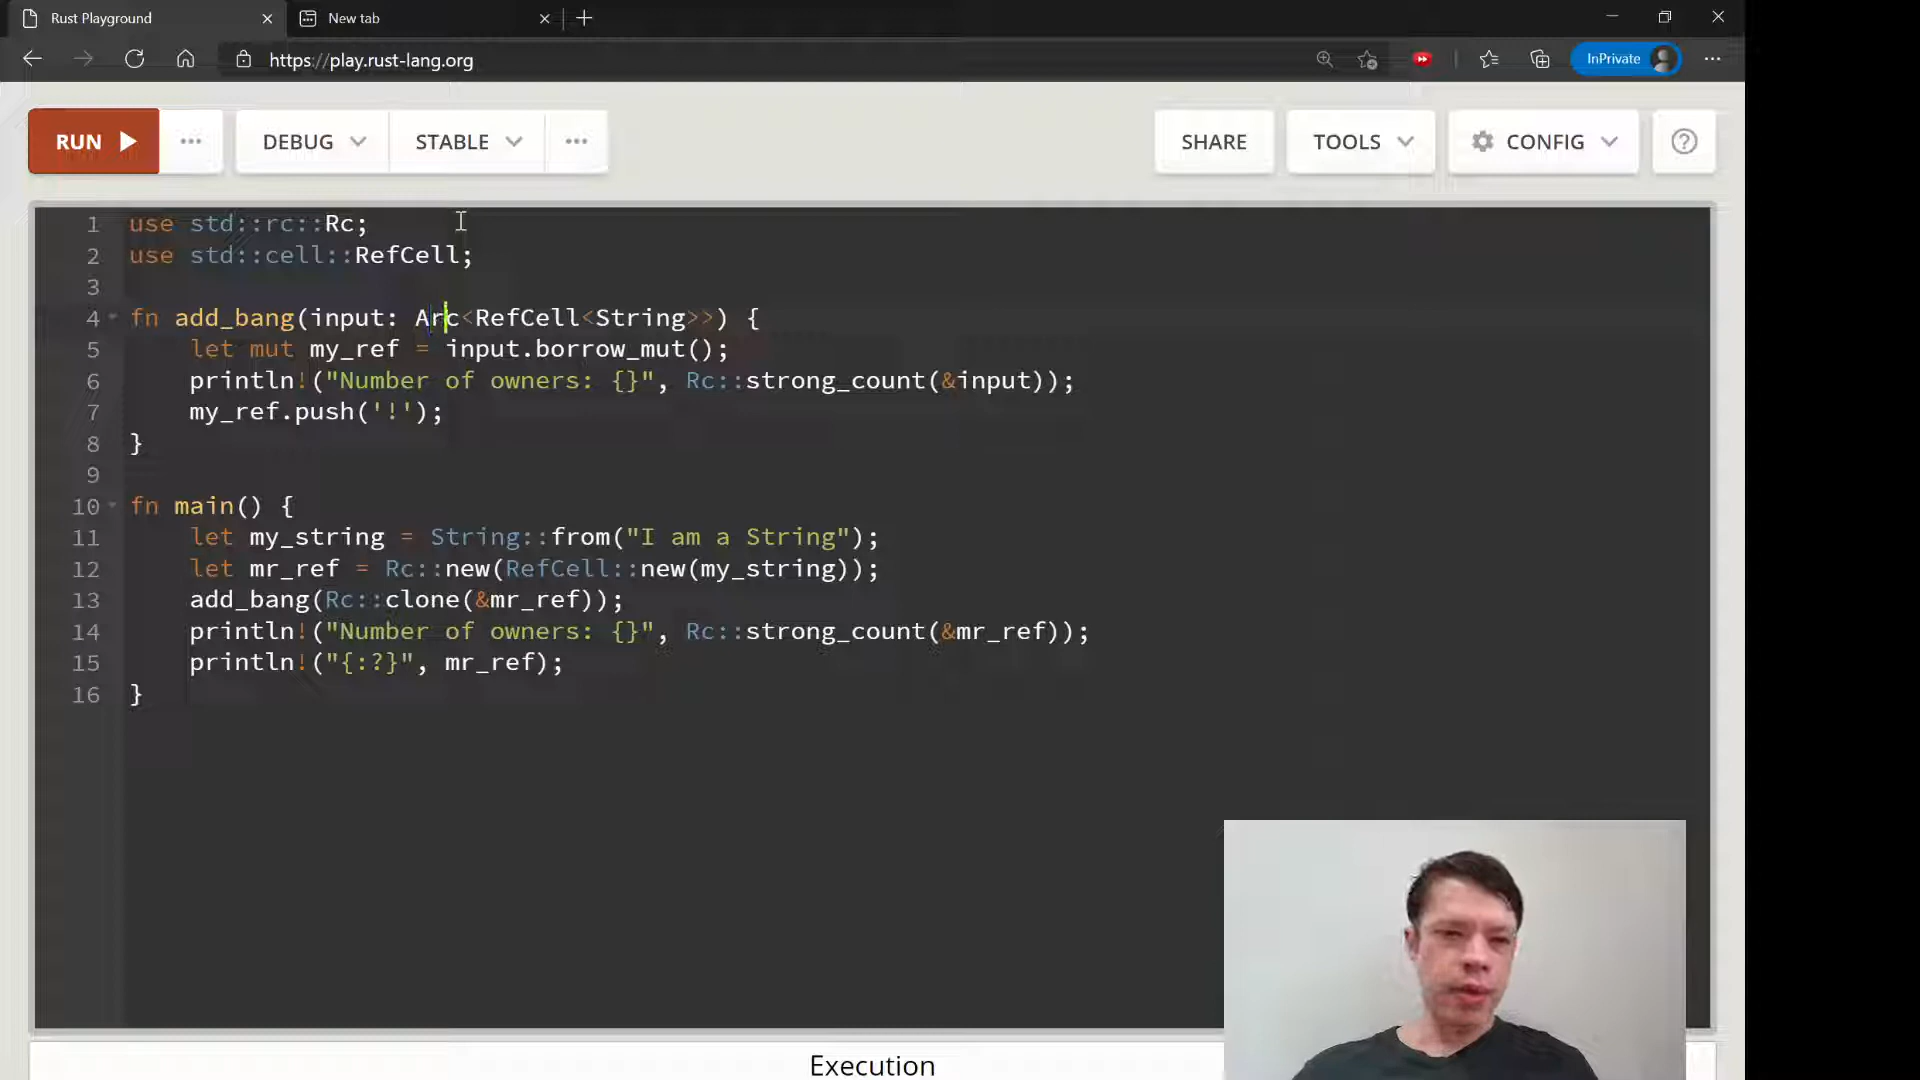 Rust Playground
New tab
https://play.rust-lang.org
InPrivate
RUN
DEBUG
STABLE
SHARE
TOOLS
CONFIG
1 use std::rc::Rc;
2 use std::cell::RefCell;
3
4 fn add_bang(input: Arc<RefCell<String>>) {
5     let mut my_ref = input.borrow_mut();
6     println!("Number of owners: {}", Rc::strong_count(&input));
7     my_ref.push('!');
8 }
9
10 fn main() {
11     let my_string = String::from("I am a String");
12     let mr_ref = Rc::new(RefCell::new(my_string));
13     add_bang(Rc::clone(&mr_ref));
14     println!("Number of owners: {}", Rc::strong_count(&mr_ref));
15     println!("{:?}", mr_ref);
16 }
Execution